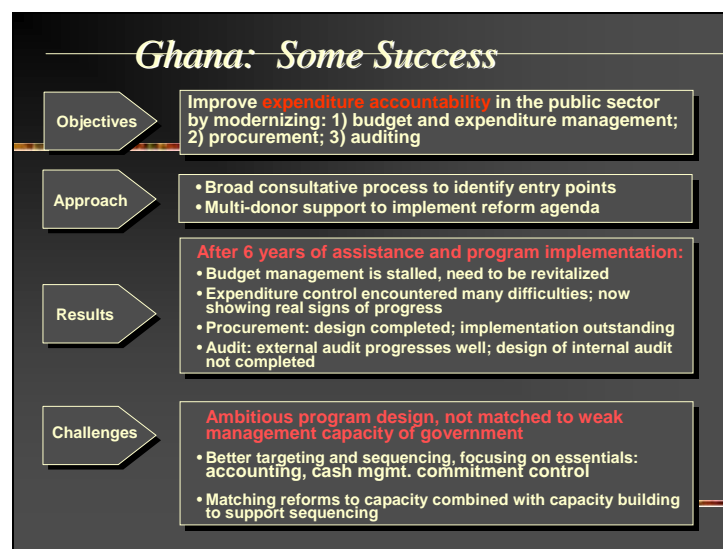 Ghana: Some Success
Objectives
Improve expenditure accountability in the public sector
by modernizing: 1) budget and expenditure management;
2) procurement; 3) auditing
Approach
• Broad consultative process to identify entry points
• Multi-donor support to implement reform agenda
Results
After 6 years of assistance and program implementation:
• Budget management is stalled, need to be revitalized
• Expenditure control encountered many difficulties; now
showing real signs of progress
• Procurement: design completed; implementation outstanding
• Audit: external audit progresses well; design of internal audit
not completed
Challenges
Ambitious program design, not matched to weak
management capacity of government
• Better targeting and sequencing, focusing on essentials:
accounting, cash mgmt. commitment control
• Matching reforms to capacity combined with capacity building
to support sequencing